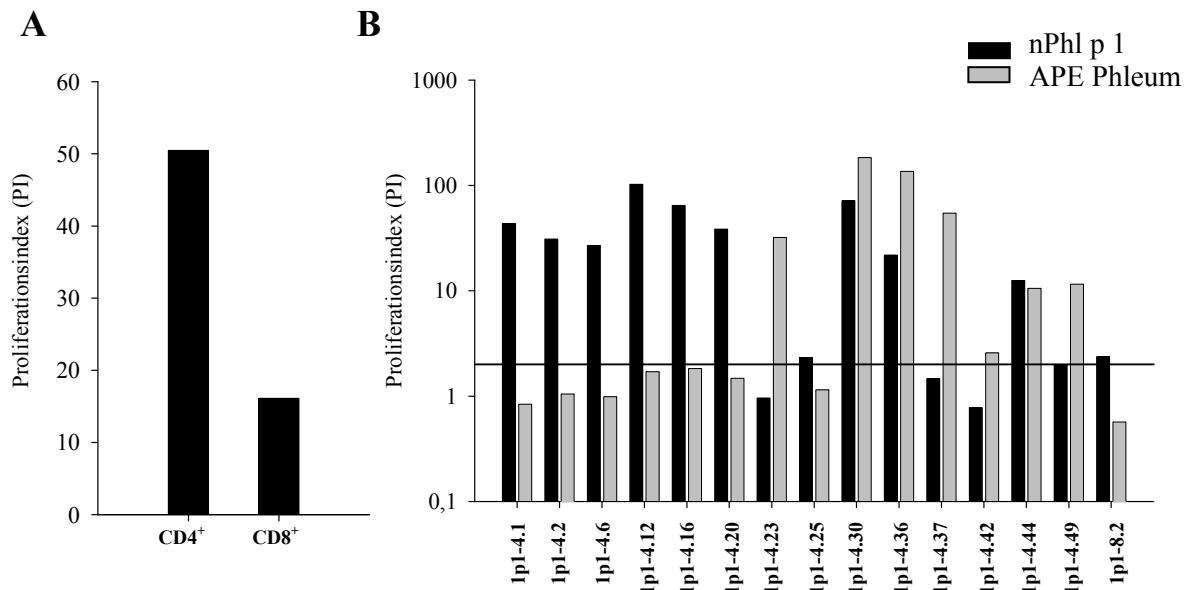 A
Proliferationsindex (PI)
60
50
40
30
20
10
0
CD4+
CD8+
B
nPhl p 1
APE Phleum
Proliferationsindex (PI)
1000
100
10
1
0,1
1p1-4.1
1p1-4.2
1p1-4.6
1p1-4.12
1p1-4.16
1p1-4.20
1p1-4.23
1p1-4.25
1p1-4.30
1p1-4.36
1p1-4.37
1p1-4.42
1p1-4.44
1p1-4.49
1p1-8.2